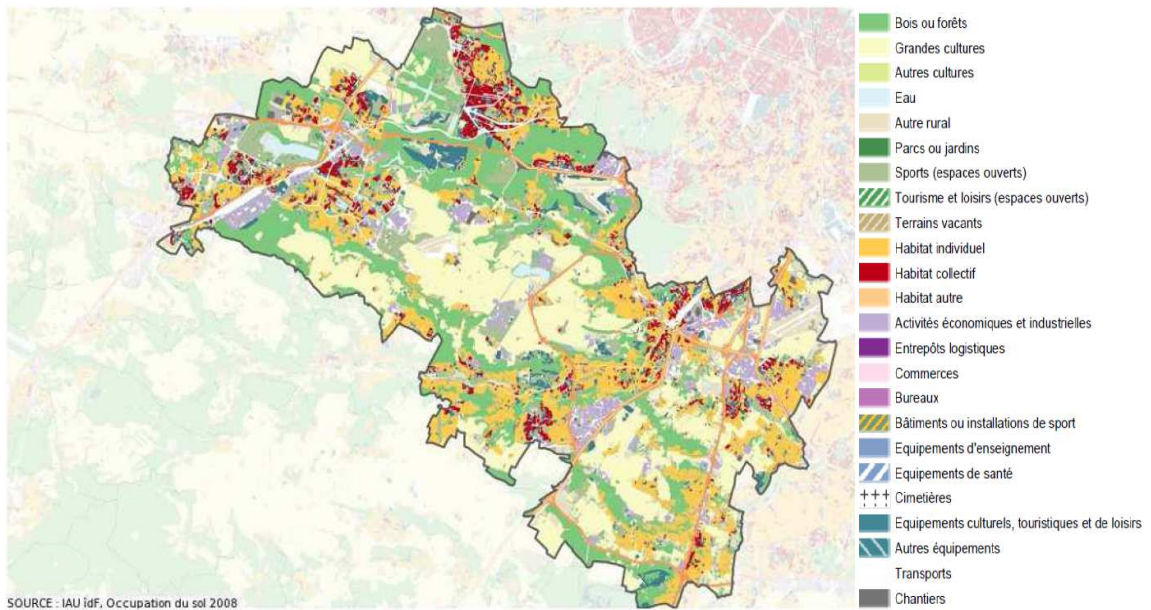 Bois ou forêts
Grandes cultures
Autres cultures
Eau
Autre rural
Parcs ou jardins
Sports (espaces ouverts)
Tourisme et loisirs (espaces ouverts)
Terrains vacants
Habitat individuel
Habitat collectif
Habitat autre
Activités économiques et industrielles
Entrepôts logistiques
Commerces
Bureaux
Bâtiments ou installations de sport
Equipements d'enseignement
Equipements de santé
Cimetières
Equipements culturels, touristiques et de loisirs
Autres équipements
Transports
Chantiers
SOURCE : IAU îdF, Occupation du sol 2008